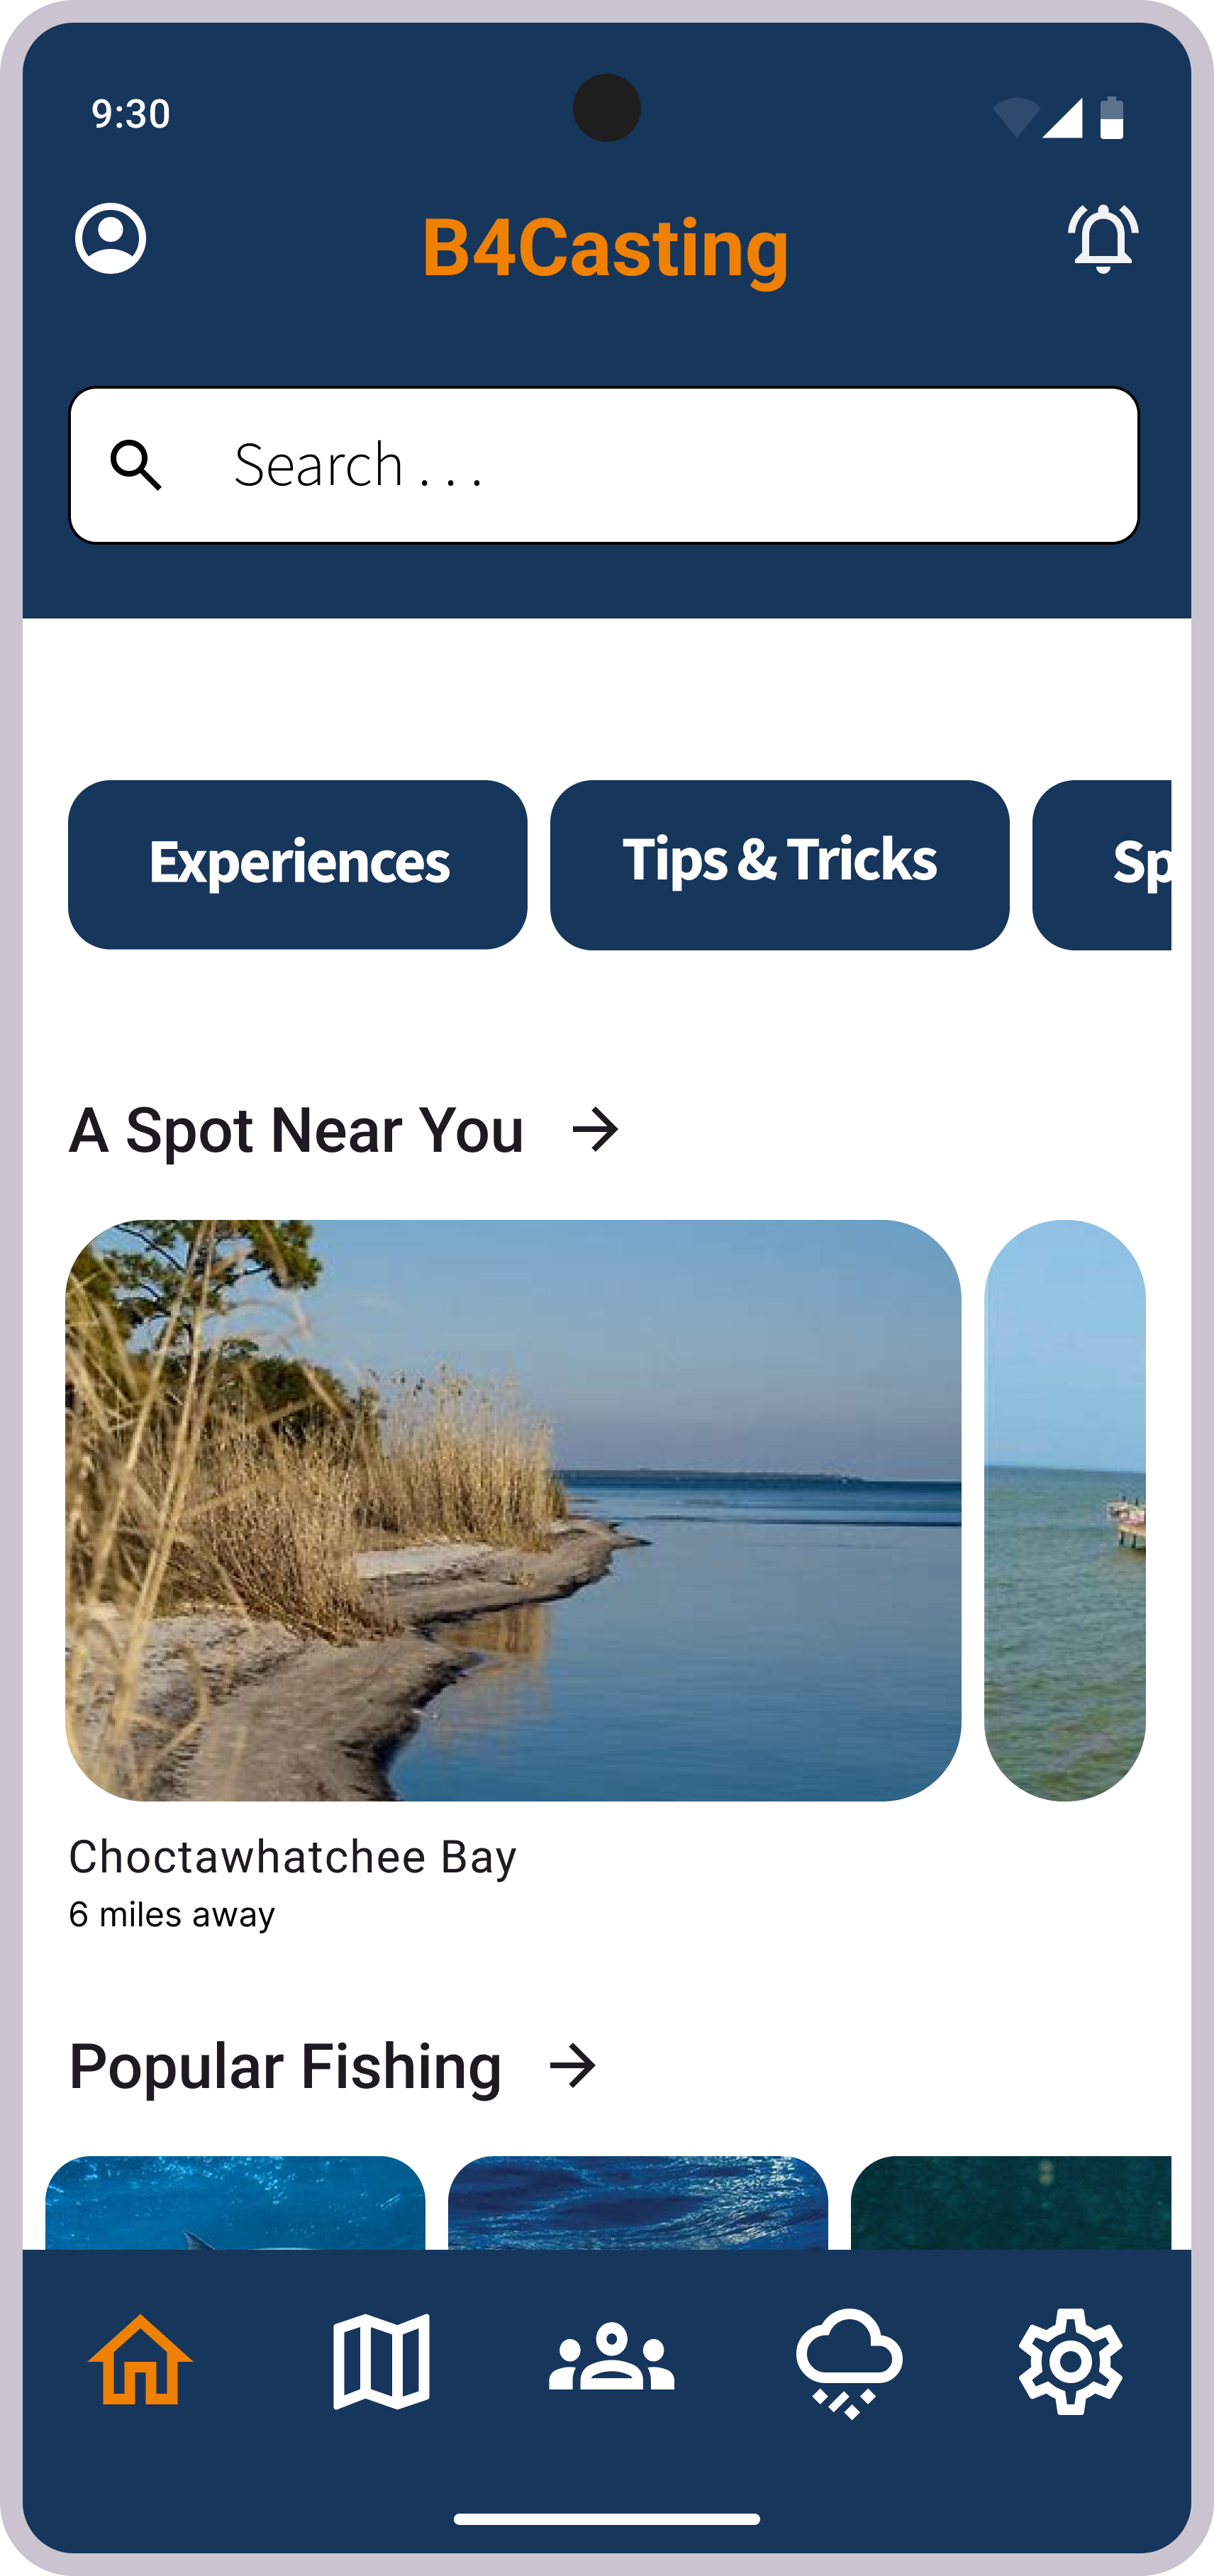 9:30
B4Casting
Search . . .
Experiences
Tips & Tricks
Sp
A Spot Near You
Choctawhatchee Bay
6 miles away
Popular Fishing